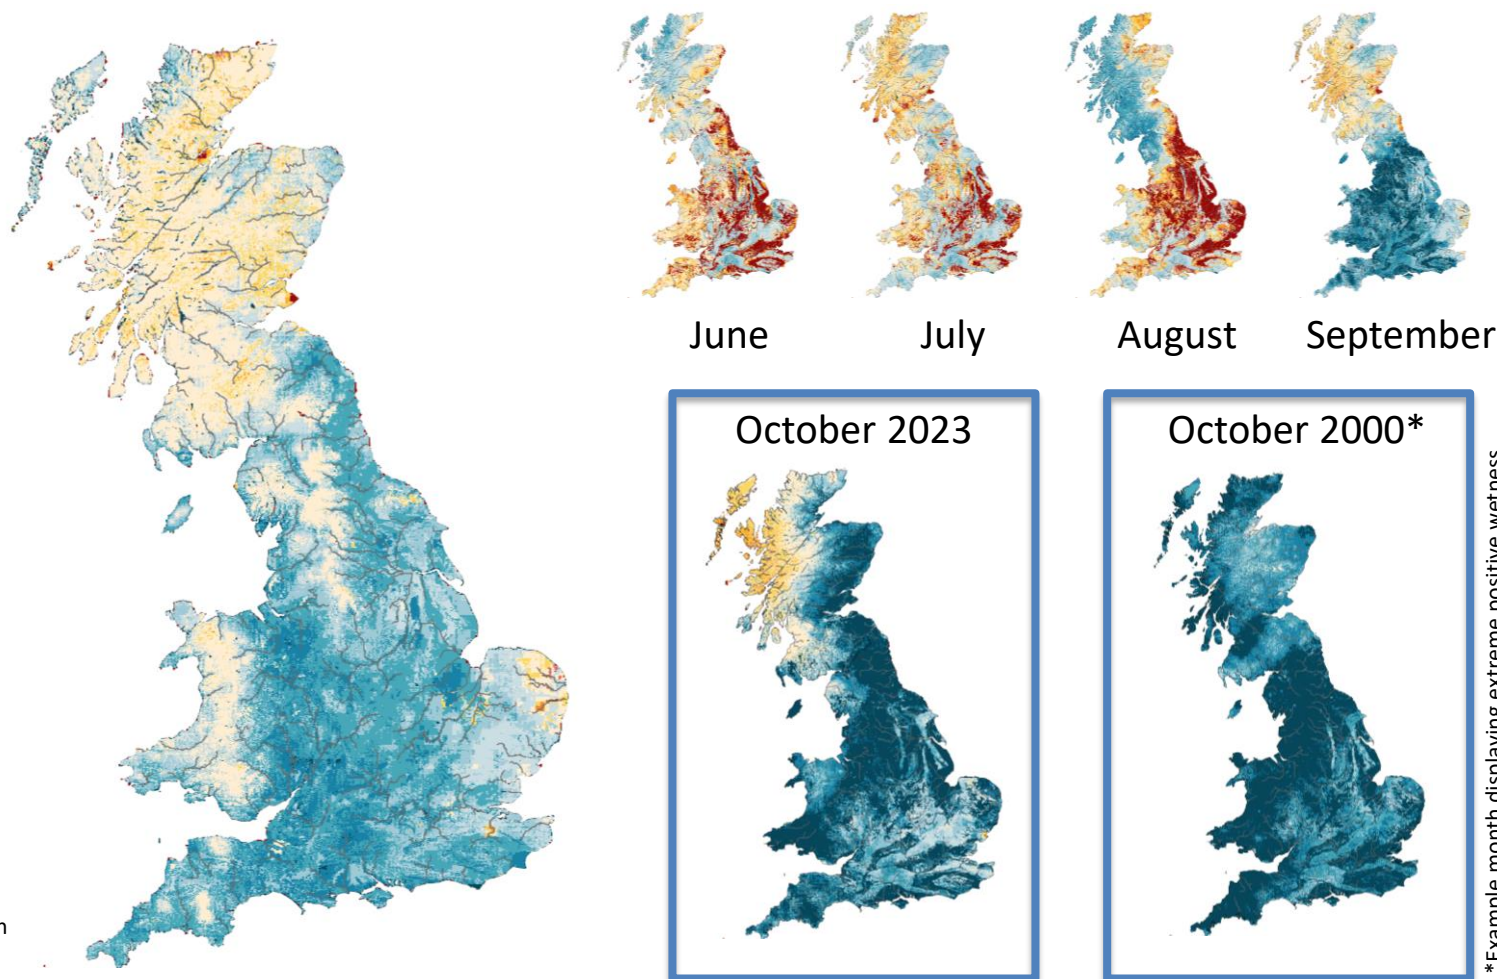 June
July
August
September
October 2023
October 2000*
*Example month displaying extreme positive wetness